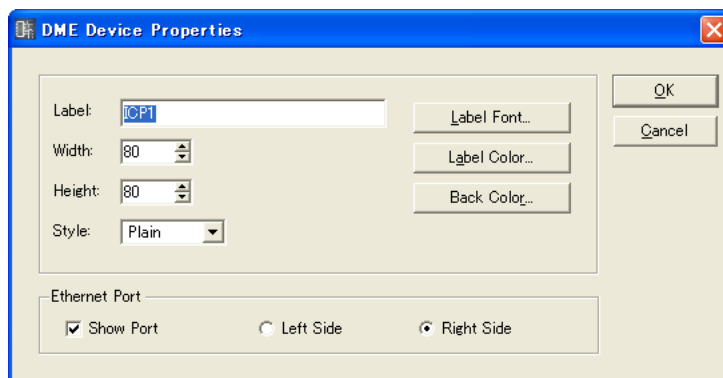 DME Device Properties
Label: ICP1
Label Font...
OK
Width: 80
Label Color...
Cancel
Height: 80
Back Color...
Style: Plain
Ethernet Port
Show Port
Left Side
Right Side